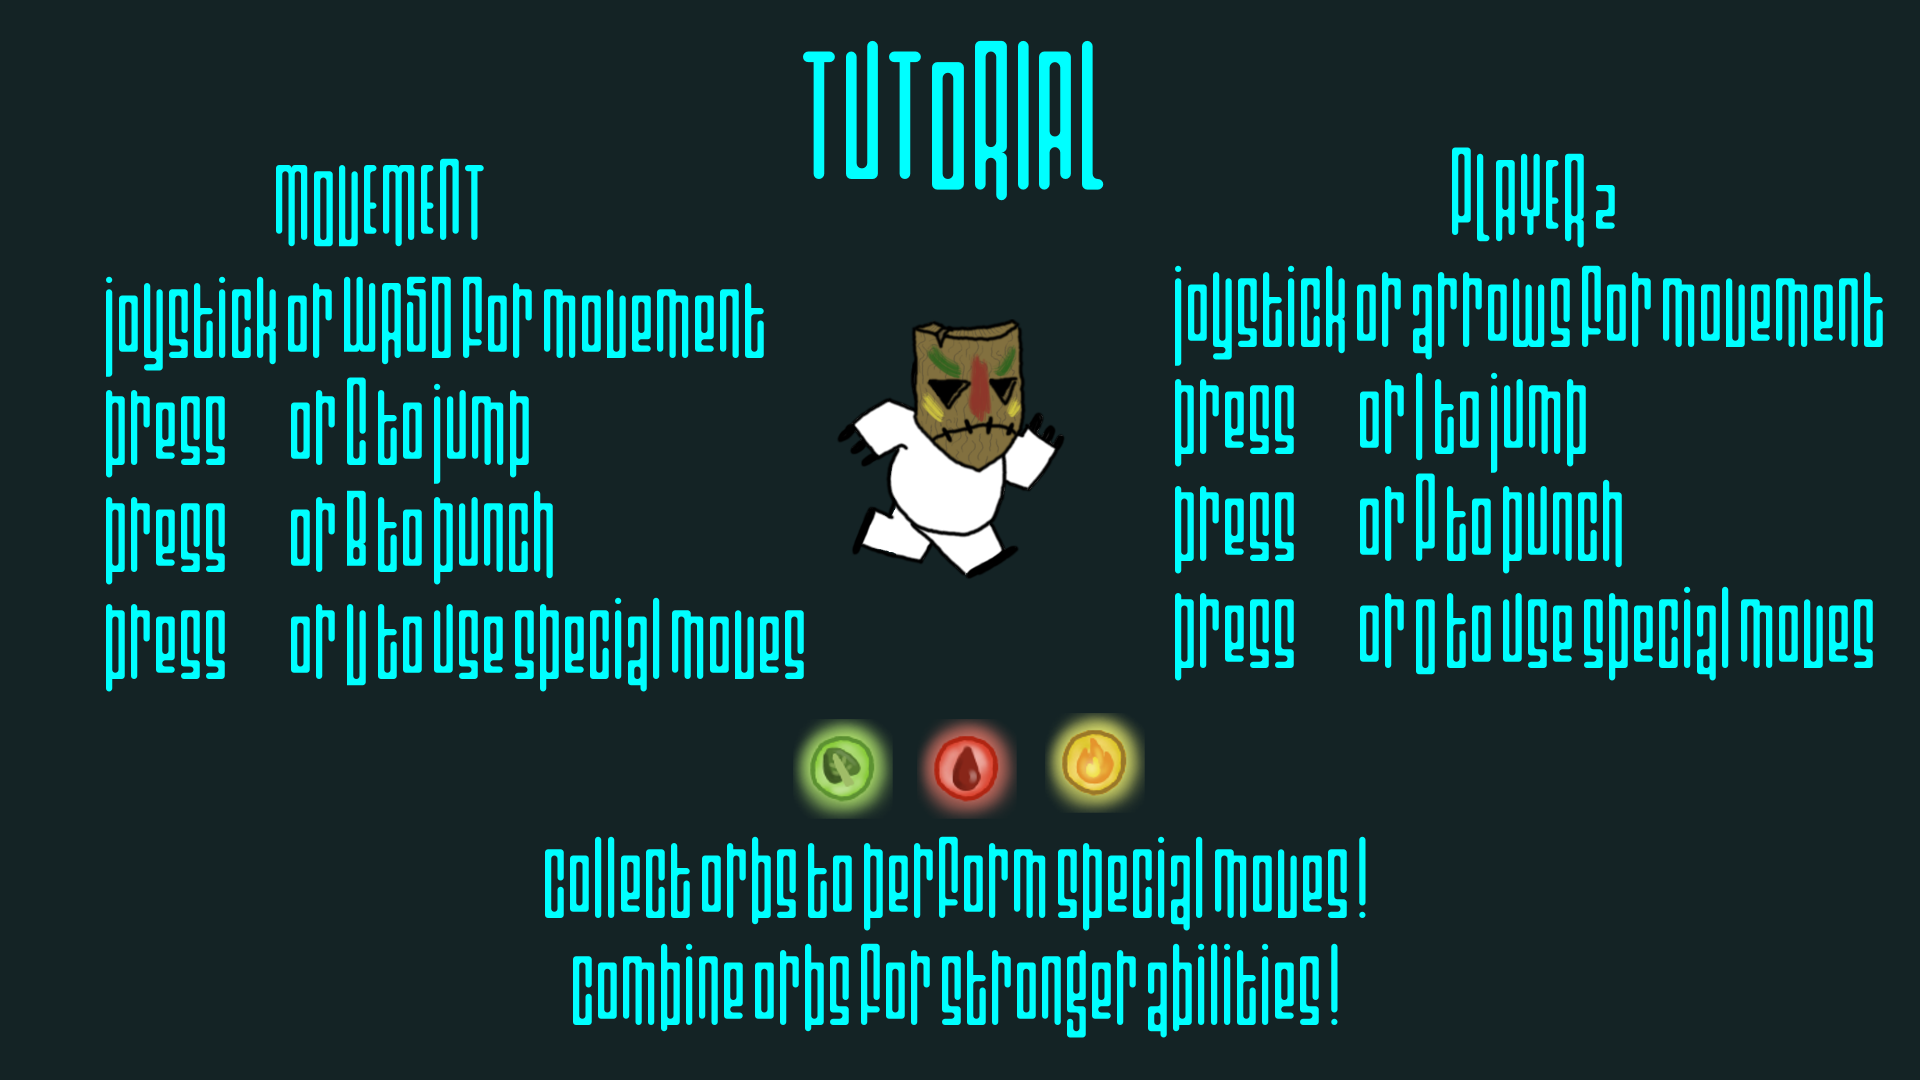 TUTORIAL
MOVEMENT
joystick or WASD for movement
press or C to jump
press or B to punch
press or V to use special moves
PLAYER 2
joystick or arrows for movement
press or I to jump
press or P to punch
press or O to use special moves
Collect orbs to perform special moves!
Combine orbs for stronger abilities!